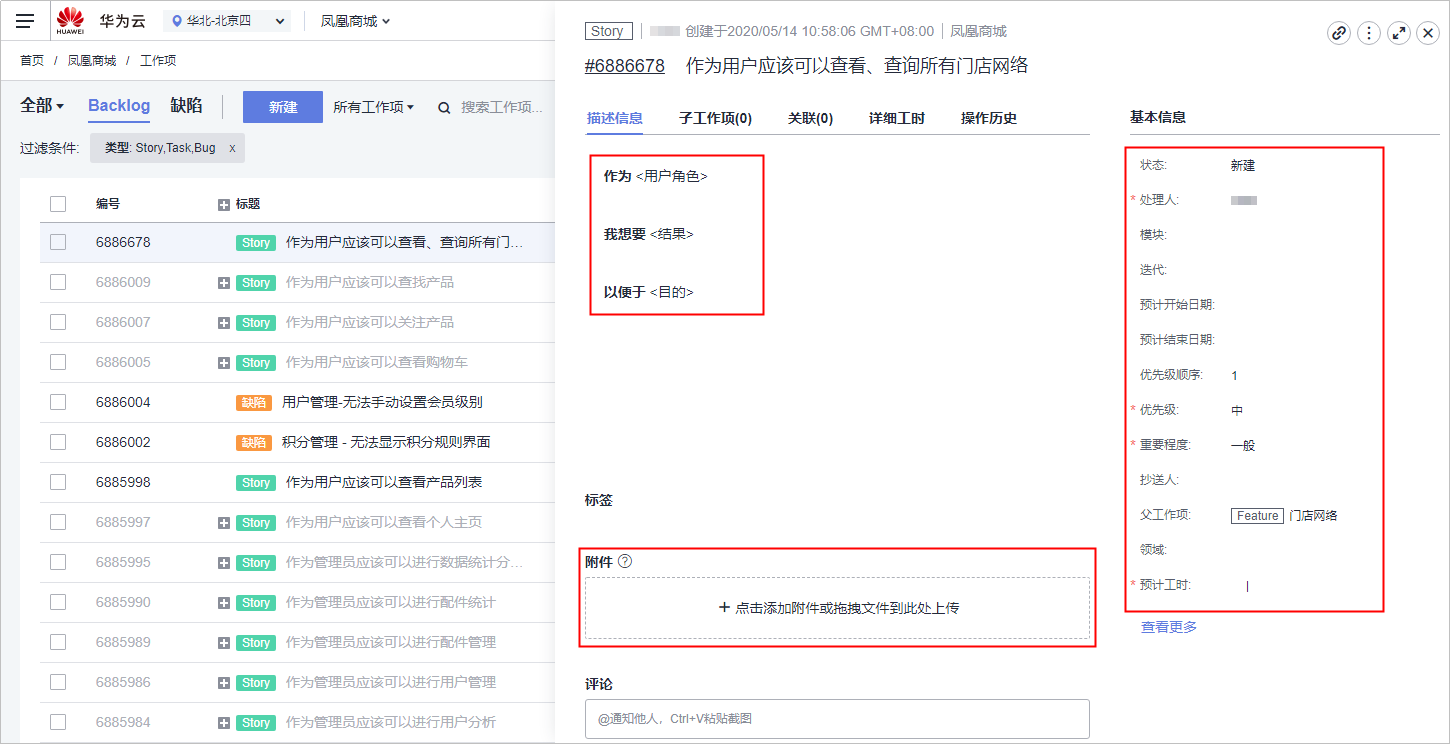 HUAWEI 华为云 华北-北京四 凤凰商城
首页 / 凤凰商城 / 工作项
全部 Backlog 缺陷 新建 所有工作项 搜索工作项...
过滤条件: 类型: Story,Task,Bug x
编号 标题
6886678 Story 作为用户应该可以查看、查询所有门…
6886009 Story 作为用户应该可以查找产品
6886007 Story 作为用户应该可以关注产品
6886005 Story 作为用户应该可以查看购物车
6886004 缺陷 用户管理-无法手动设置会员级别
6886002 缺陷 积分管理 - 无法显示积分规则界面
6885998 Story 作为用户应该可以查看产品列表
6885997 Story 作为用户应该可以查看个人主页
6885995 Story 作为管理员应该可以进行数据统计分…
6885990 Story 作为管理员应该可以进行配件统计
6885989 Story 作为管理员应该可以进行配件管理
6885986 Story 作为管理员应该可以进行用户管理
6885984 Story 作为管理员应该可以进行用户分析
Story 创建于2020/05/14 10:58:06 GMT+08:00 凤凰商城
#6886678 作为用户应该可以查看、查询所有门店网络
描述信息 子工作项(0) 关联(0) 详细工时 操作历史
作为 <用户角色>
我想要 <结果>
以便于 <目的>
标签
附件 ?
+ 点击添加附件或拖拽文件到此处上传
评论
@通知他人，Ctrl+V粘贴截图
基本信息
状态: 新建
* 处理人:
模块:
迭代:
预计开始日期:
预计结束日期:
优先级顺序: 1
* 优先级: 中
* 重要程度: 一般
抄送人:
父工作项: Feature 门店网络
领域:
* 预计工时:
查看更多